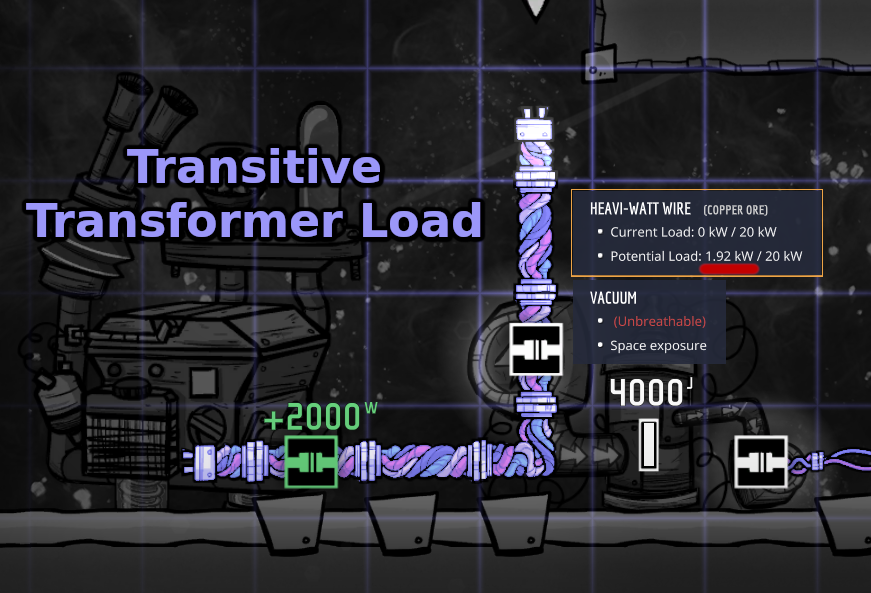 Transitive
Transformer Load
HEAVI-WATT WIRE (COPPER ORE)
• Current Load: 0 kW / 20 kW
• Potential Load: 1.92 kW / 20 kW
VACUUM
• (Unbreathable)
• Space exposure
4000 J
+2000 W